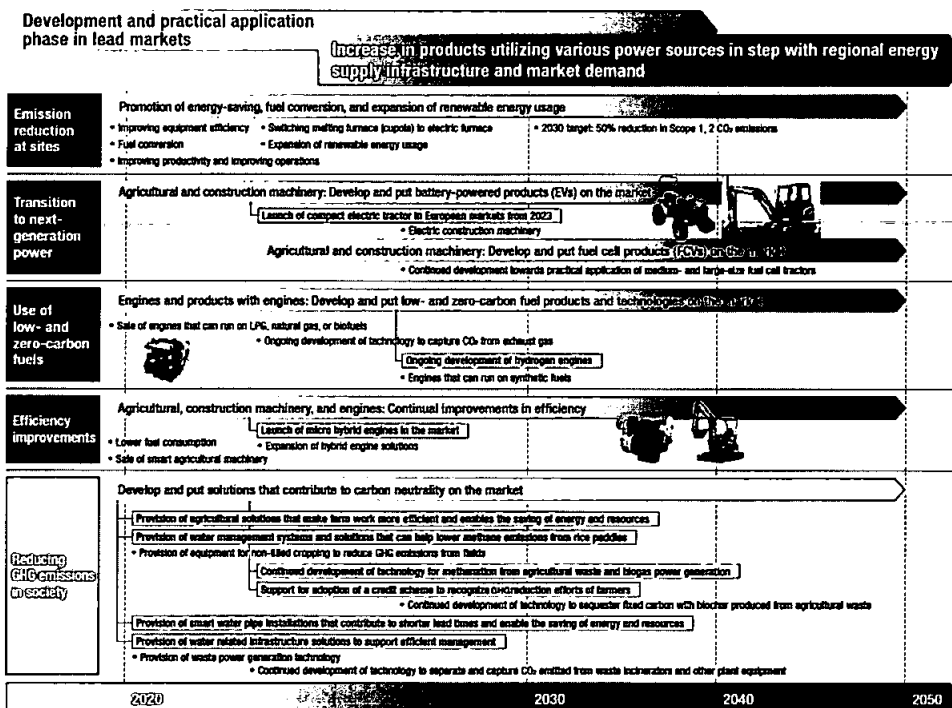 Development and practical application
phase in lead markets
Increase in products utilizing various power sources in step with regional energy
supply infrastructure and market demand
Emission
reduction
at sites
Promotion of energy-saving, fuel conversion, and expansion of renewable energy usage
• Improving equipment efficiency
• Switching melting furnace (cupola) to electric furnace
• 2030 target: 50% reduction in Scope 1, 2 CO₂ emissions
• Fuel conversion
• Expansion of renewable energy usage
• Improving productivity and improving operations
Transition
to next-
generation
power
Agricultural and construction machinery: Develop and put battery-powered products (EVs) on the market
Launch of compact electric tractor in European markets from 2023
• Electric construction machinery
Agricultural and construction machinery: Develop and put fuel cell products (FCVs) on the market
• Continued development towards practical application of medium- and large-size fuel cell tractors
Use of
low- and
zero-carbon
fuels
Engines and products with engines: Develop and put low- and zero-carbon fuel products and technologies on the market
• Sale of engines that can run on LPG, natural gas, or biofuels
• Ongoing development of technology to capture CO₂ from exhaust gas
Ongoing development of hydrogen engines
• Engines that can run on synthetic fuels
Efficiency
improvements
Agricultural, construction machinery, and engines: Continual improvements in efficiency
Launch of micro hybrid engines in the market
• Lower fuel consumption
• Expansion of hybrid engine solutions
• Sale of smart agricultural machinery
Reducing
GHG emissions
in society
Develop and put solutions that contribute to carbon neutrality on the market
Provision of agricultural solutions that make farm work more efficient and enables the saving of energy and resources
Provision of water management systems and solutions that can help lower methane emissions from rice paddies
• Provision of equipment for non-tilled cropping to reduce GHG emissions from fields
Continued development of technology for methanation from agricultural waste and biogas power generation
Support for adoption of a credit scheme to recognize GHG reduction efforts of farmers
• Continued development of technology to sequester fixed carbon with biochar produced from agricultural waste
Provision of smart water pipe installations that contribute to shorter lead times and enable the saving of energy and resources
Provision of water related infrastructure solutions to support efficient management
• Provision of waste power generation technology
• Continued development of technology to separate and capture CO₂ emitted from waste incinerators and other plant equipment
2020
2030
2040
2050